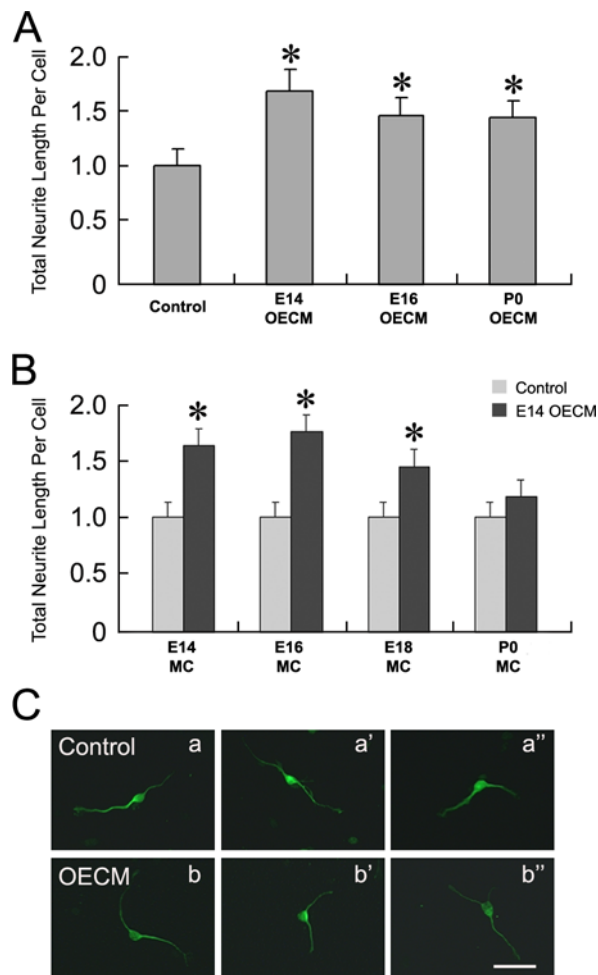 A
Total Neurite Length Per Cell
2.0
1.5
1.0
0.5
0
* * *
Control
E14 OECM
E16 OECM
P0 OECM
B
Control
E14 OECM
Total Neurite Length Per Cell
2.0
1.5
1.0
0.5
0
* * *
E14 MC
E16 MC
E18 MC
P0 MC
C
Control a a' a''
OECM b b' b''